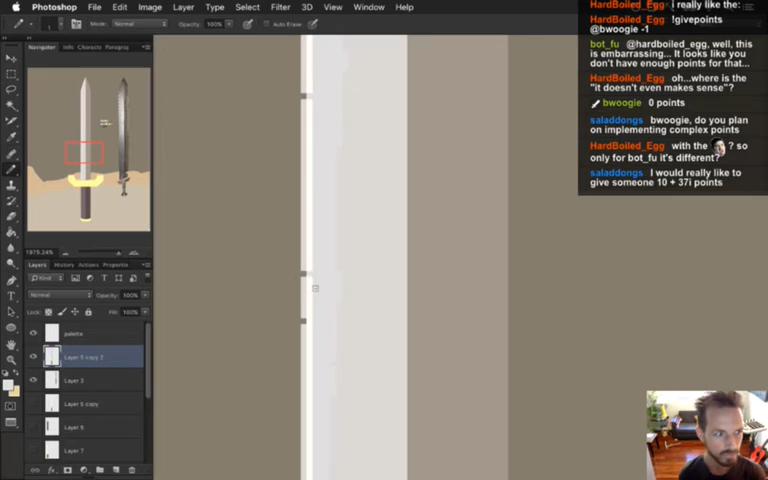 Photoshop File Edit Image Layer Type Select Filter 3D View Window Help
Mode: Normal Opacity: 100% Auto Erase
Navigator Info Characte Paragraj
1975.24%
Layers History Actions Properties
Kind
Normal Opacity: 100%
Lock: Fill: 100%
palette
Layer 5 copy 2
Layer 3
Layer 5 copy
Layer 6
Layer 7
HardBoiled_Egg i really like the:
HardBoiled_Egg !givepoints
@bwoogie -1
bot_fu @hardboiled_egg, well, this
is embarrassing... It looks like you
don't have enough points for that...
HardBoiled_Egg oh...where is the
"it doesn't even makes sense"?
bwoogie 0 points
saladdongs bwoogie, do you plan
on implementing complex points
HardBoiled_Egg with the ? so
only for bot_fu it's different?
saladdongs I would really like to
give someone 10 + 37i points